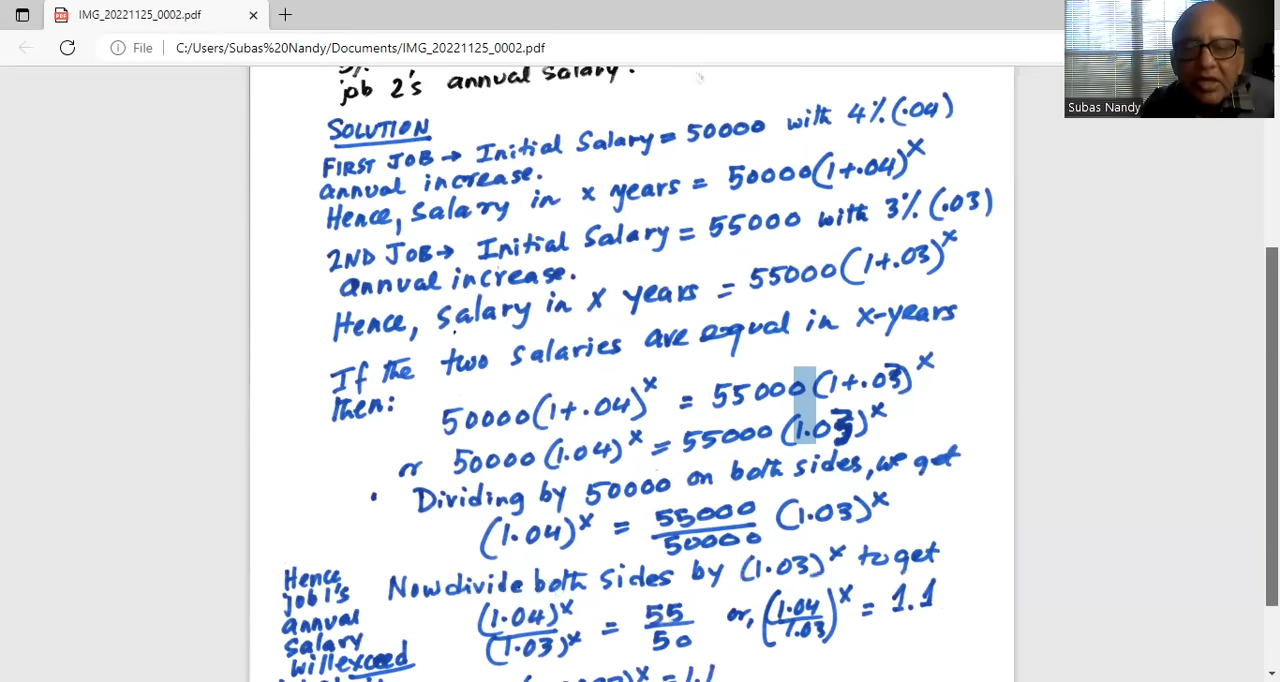 IMG_20221125_0002.pdf
File
C:/Users/Subas%20Nandy/Documents/IMG_20221125_0002.pdf
Subas Nandy
job 2's annual salary.
SOLUTION
FIRST JOB → Initial Salary = 50000 with 4% (.04)
annual increase.
Hence, Salary in x years = 50000(1+.04)^x
2ND JOB → Initial Salary = 55000 with 3% (.03)
annual increase.
Hence, Salary in x years = 55000(1+.03)^x
If the two salaries are equal in x-years
then:
50000(1+.04)^x = 55000(1+.03)^x
or 50000(1.04)^x = 55000(1.03)^x
Dividing by 50000 on both sides, we get
(1.04)^x = 55000/50000 (1.03)^x
Now divide both sides by (1.03)^x to get
(1.04)^x/(1.03)^x = 55/50 or, (1.04/1.03)^x = 1.1
Hence
job 1's
annual
salary
will exceed